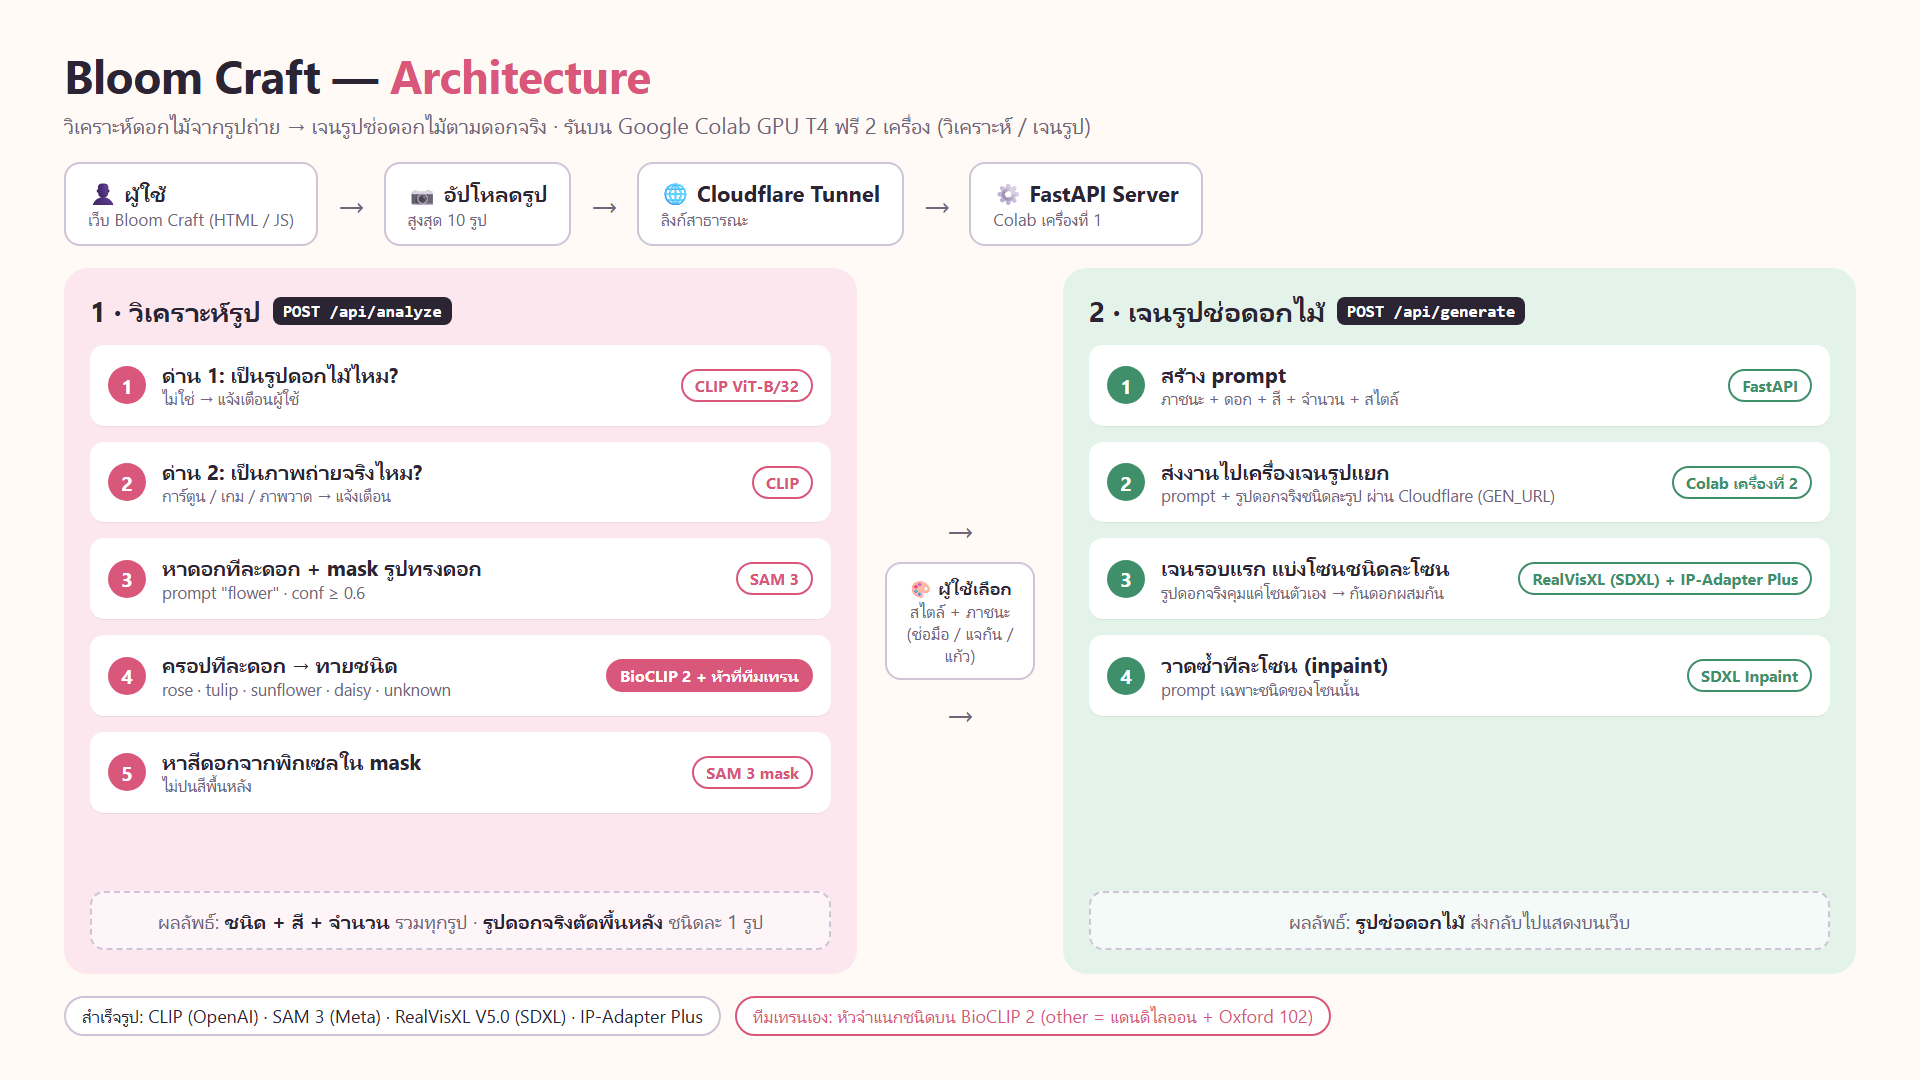 Bloom Craft — Architecture
วิเคราะห์ดอกไม้จากรูปถ่าย → เจนรูปช่อดอกไม้ตามดอกจริง · รันบน Google Colab GPU T4 ฟรี 2 เครื่อง (วิเคราะห์ / เจนรูป)
ผู้ใช้
เว็บ Bloom Craft (HTML / JS)
→
อัปโหลดรูป
สูงสุด 10 รูป
→
Cloudflare Tunnel
ลิงก์สาธารณะ
→
FastAPI Server
Colab เครื่องที่ 1
1 · วิเคราะห์รูป POST /api/analyze
1 ด่าน 1: เป็นรูปดอกไม้ไหม? CLIP ViT-B/32
ไม่ใช่ → แจ้งเตือนผู้ใช้
2 ด่าน 2: เป็นภาพถ่ายจริงไหม? CLIP
การ์ตูน / เกม / ภาพวาด → แจ้งเตือน
3 หาดอกทีละดอก + mask รูปทรงดอก SAM 3
prompt "flower" · conf ≥ 0.6
4 ครอปทีละดอก → ทายชนิด BioCLIP 2 + หัวที่ทีมเทรน
rose · tulip · sunflower · daisy · unknown
5 หาสีดอกจากพิกเซลใน mask SAM 3 mask
ไม่ปนสีพื้นหลัง
ผลลัพธ์: ชนิด + สี + จำนวน รวมทุกรูป · รูปดอกจริงตัดพื้นหลัง ชนิดละ 1 รูป
→
ผู้ใช้เลือก
สไตล์ + ภาชนะ
(ช่อมือ / แจกัน /
แก้ว)
→
2 · เจนรูปช่อดอกไม้ POST /api/generate
1 สร้าง prompt FastAPI
ภาชนะ + ดอก + สี + จำนวน + สไตล์
2 ส่งงานไปเครื่องเจนรูปแยก Colab เครื่องที่ 2
prompt + รูปดอกจริงชนิดละรูป ผ่าน Cloudflare (GEN_URL)
3 เจนรอบแรก แบ่งโซนชนิดละโซน RealVisXL (SDXL) + IP-Adapter Plus
รูปดอกจริงคุมแค่โซนตัวเอง → กันดอกผสมกัน
4 วาดซ้ำทีละโซน (inpaint) SDXL Inpaint
prompt เฉพาะชนิดของโซนนั้น
ผลลัพธ์: รูปช่อดอกไม้ ส่งกลับไปแสดงบนเว็บ
สำเร็จรูป: CLIP (OpenAI) · SAM 3 (Meta) · RealVisXL V5.0 (SDXL) · IP-Adapter Plus
ทีมเทรนเอง: หัวจำแนกชนิดบน BioCLIP 2 (other = แดนดิไลออน + Oxford 102)